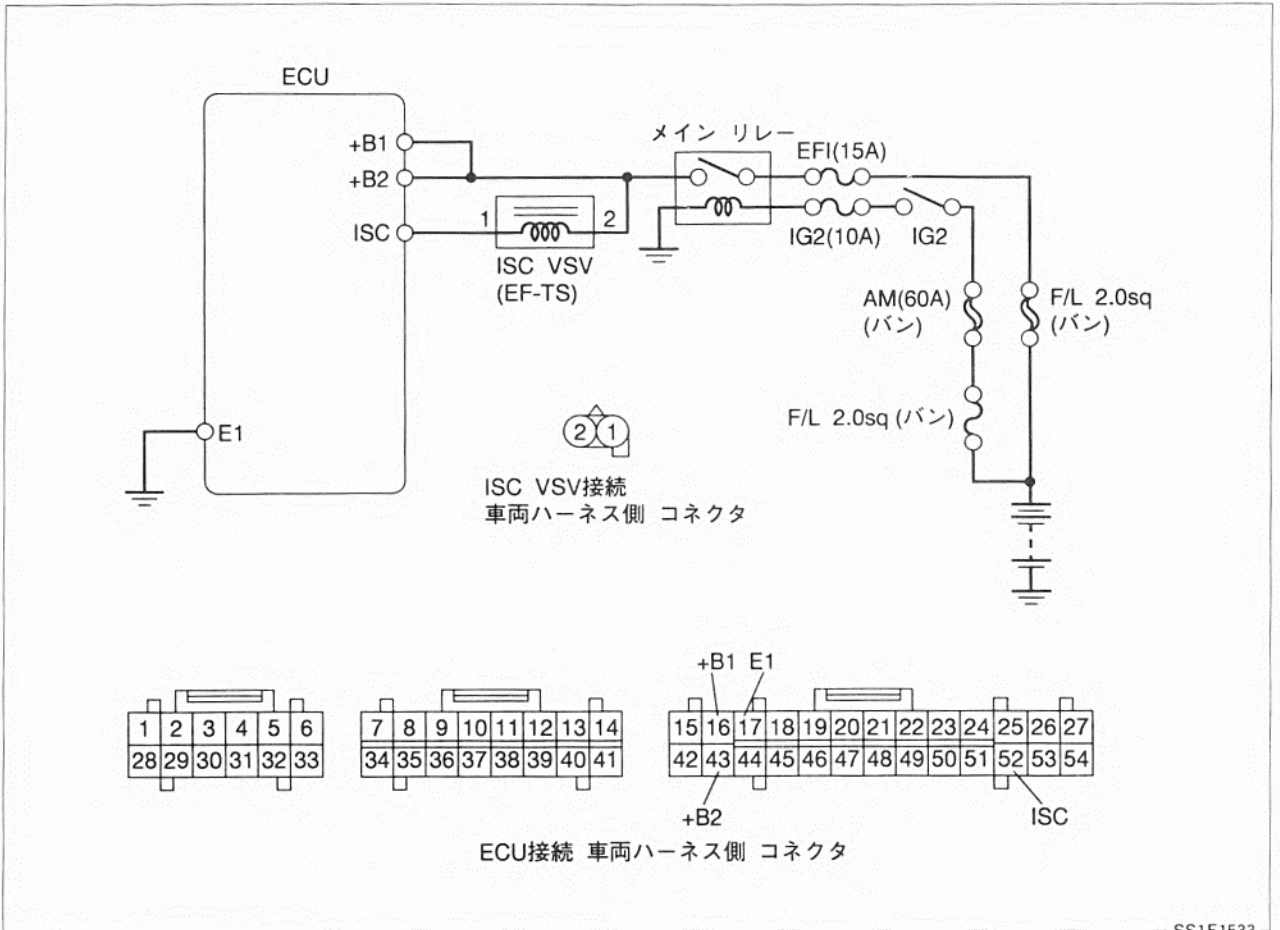 ECU
+B1
+B2
ISC
E1
1
2
ISC VSV
(EF-TS)
メイン リレー
EFI(15A)
IG2(10A)
IG2
AM(60A)
(バン)
F/L 2.0sq
(バン)
F/L 2.0sq (バン)
2 1
ISC VSV接続
車両ハーネス側 コネクタ
+B1 E1
1 2 3 4 5 6
28 29 30 31 32 33
7 8 9 10 11 12 13 14
34 35 36 37 38 39 40 41
15 16 17 18 19 20 21 22 23 24 25 26 27
42 43 44 45 46 47 48 49 50 51 52 53 54
+B2
ISC
ECU接続 車両ハーネス側 コネクタ